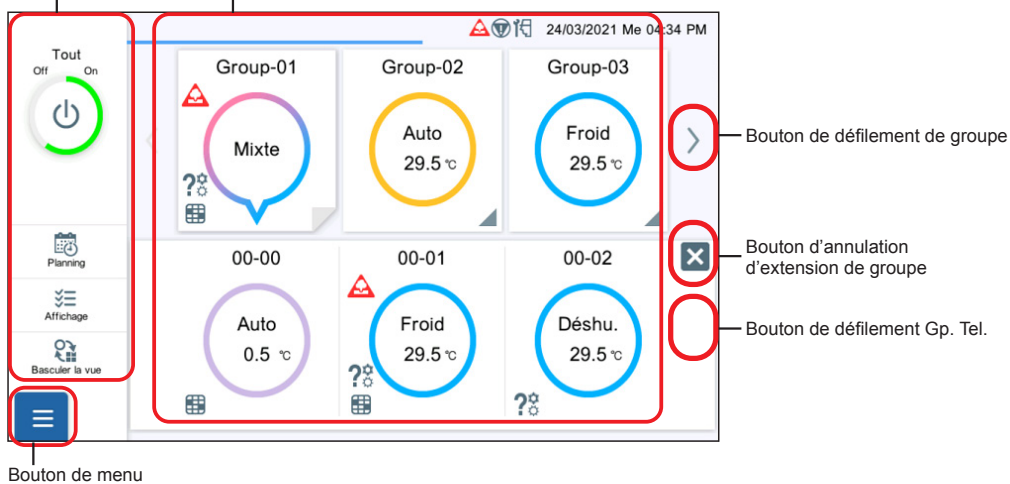 24/03/2021 Me 04:34 PM
Tout
Off On
Group-01
Group-02
Group-03
Mixte
Auto
29.5 °C
Froid
29.5 °C
Bouton de défilement de groupe
Planning
Affichage
Basculer la vue
00-00
00-01
00-02
Auto
0.5 °C
Froid
29.5 °C
Déshu.
29.5 °C
Bouton d'annulation
d'extension de groupe
Bouton de défilement Gp. Tel.
Bouton de menu